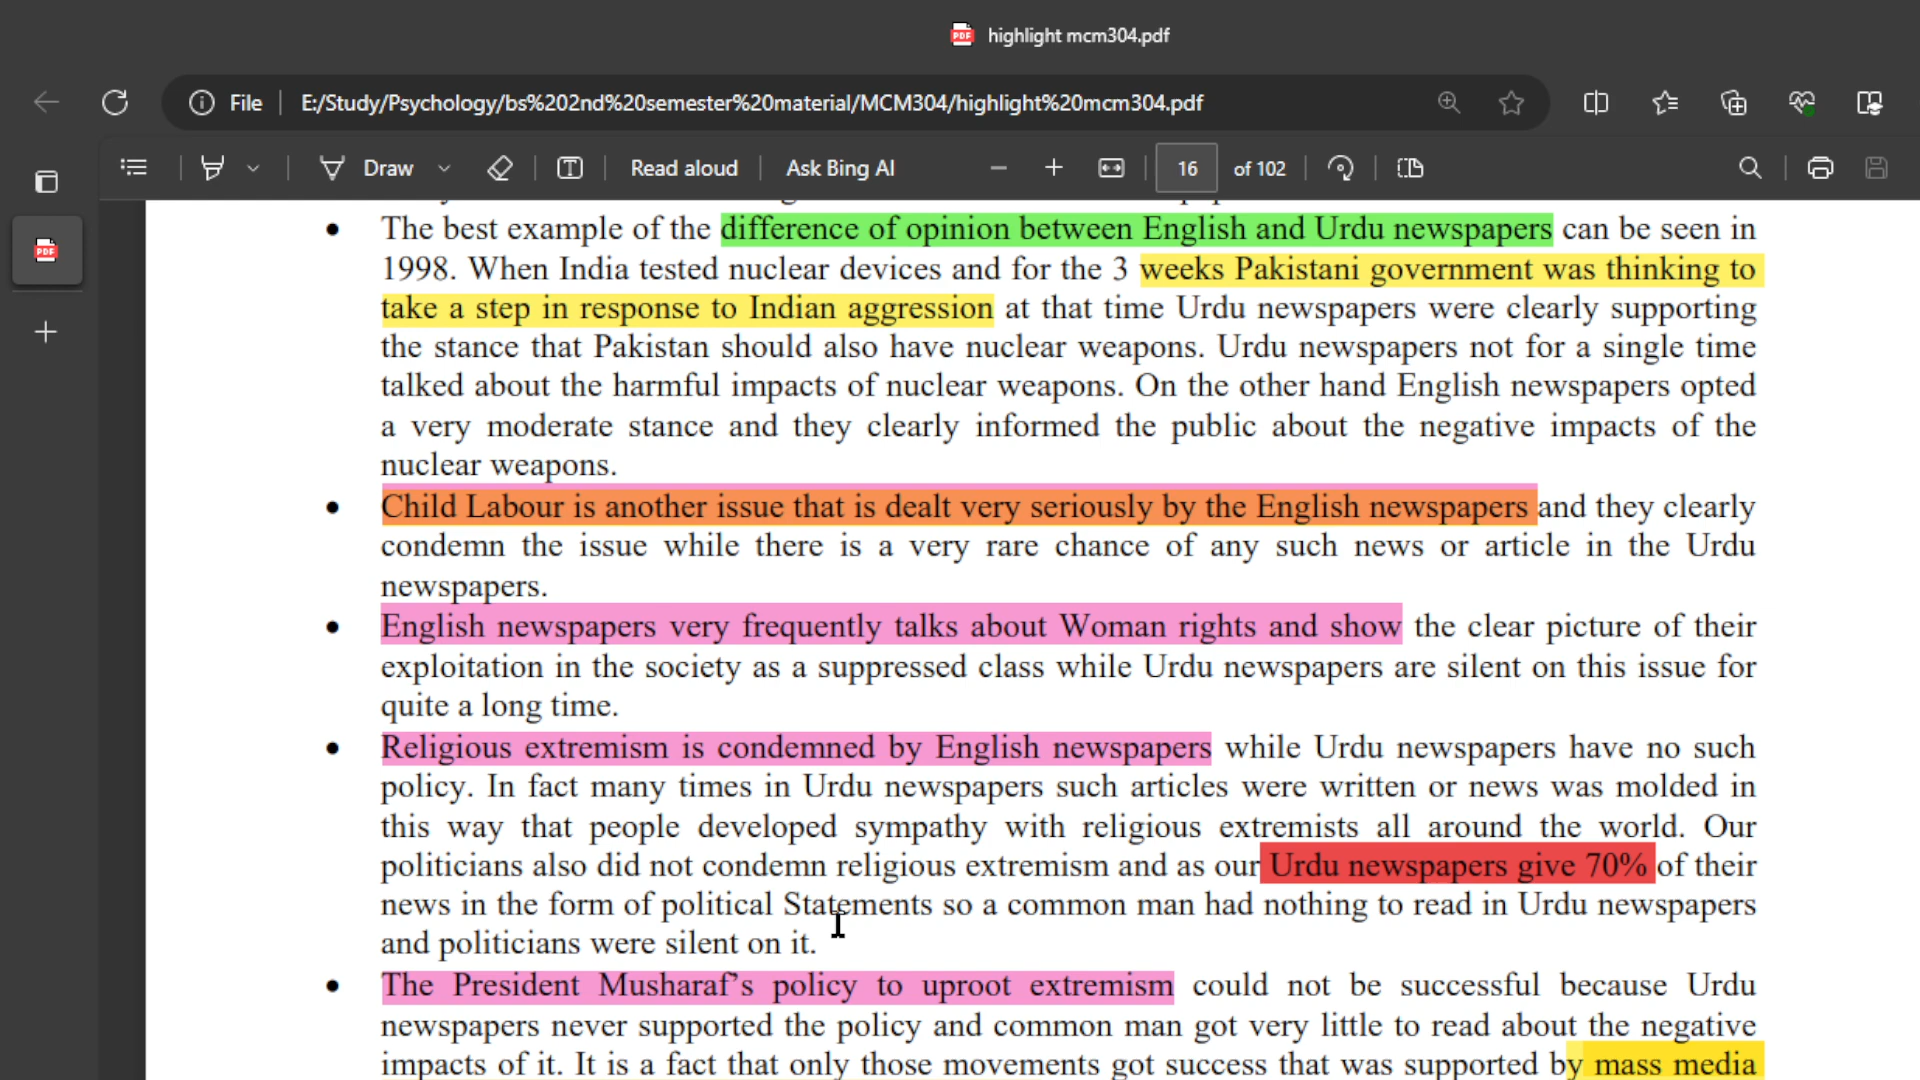 highlight mcm304.pdf
File E:/Study/Psychology/bs%202nd%20semester%20material/MCM304/highlight%20mcm304.pdf
Draw Read aloud Ask Bing AI 16 of 102
• The best example of the difference of opinion between English and Urdu newspapers can be seen in
1998. When India tested nuclear devices and for the 3 weeks Pakistani government was thinking to
take a step in response to Indian aggression at that time Urdu newspapers were clearly supporting
the stance that Pakistan should also have nuclear weapons. Urdu newspapers not for a single time
talked about the harmful impacts of nuclear weapons. On the other hand English newspapers opted
a very moderate stance and they clearly informed the public about the negative impacts of the
nuclear weapons.
• Child Labour is another issue that is dealt very seriously by the English newspapers and they clearly
condemn the issue while there is a very rare chance of any such news or article in the Urdu
newspapers.
• English newspapers very frequently talks about Woman rights and show the clear picture of their
exploitation in the society as a suppressed class while Urdu newspapers are silent on this issue for
quite a long time.
• Religious extremism is condemned by English newspapers while Urdu newspapers have no such
policy. In fact many times in Urdu newspapers such articles were written or news was molded in
this way that people developed sympathy with religious extremists all around the world. Our
politicians also did not condemn religious extremism and as our Urdu newspapers give 70% of their
news in the form of political Statements so a common man had nothing to read in Urdu newspapers
and politicians were silent on it.
• The President Musharaf's policy to uproot extremism could not be successful because Urdu
newspapers never supported the policy and common man got very little to read about the negative
impacts of it. It is a fact that only those movements got success that was supported by mass media